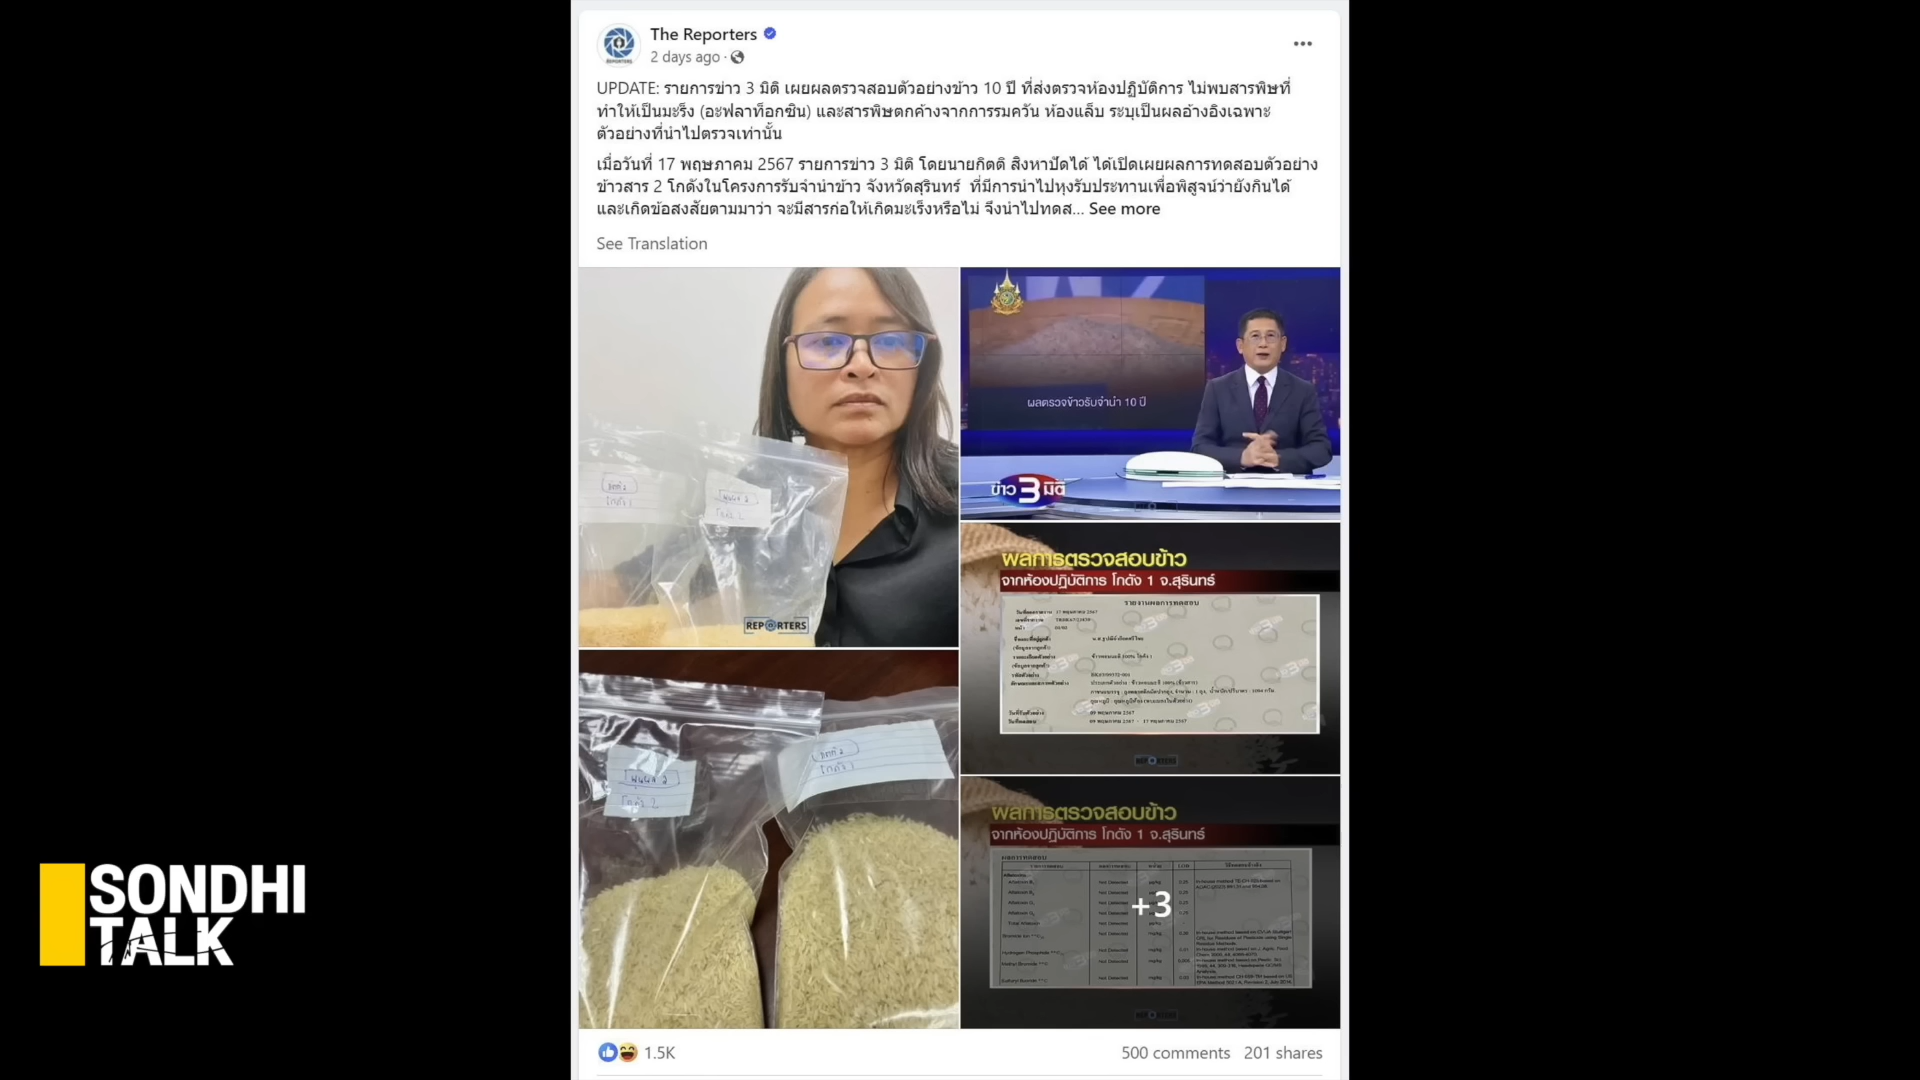 The Reporters
2 days ago ·
UPDATE: รายการข่าว 3 มิติ เผยผลตรวจสอบตัวอย่างข้าว 10 ปี ที่ส่งตรวจห้องปฏิบัติการ ไม่พบสารพิษที่
ทำให้เป็นมะร็ง (อะฟลาท็อกซิน) และสารพิษตกค้างจากการรมควัน ห้องแล็บ ระบุเป็นผลอ้างอิงเฉพาะ
ตัวอย่างที่นำไปตรวจเท่านั้น
เมื่อวันที่ 17 พฤษภาคม 2567 รายการข่าว 3 มิติ โดยนายกิตติ สิงหาปัดได้ ได้เปิดเผยผลการทดสอบตัวอย่าง
ข้าวสาร 2 โกดังในโครงการรับจำนำข้าว จังหวัดสุรินทร์ ที่มีการนำไปหุงรับประทานเพื่อพิสูจน์ว่ายังกินได้
และเกิดข้อสงสัยตามมาว่า จะมีสารก่อให้เกิดมะเร็งหรือไม่ จึงนำไปทดส... See more
See Translation
REPORTERS
ผลตรวจข้าวรับจำนำ 10 ปี
ข่าว 3 มิติ
ผลการตรวจสอบข้าว
จากห้องปฏิบัติการ โกดัง 1 จ.สุรินทร์
รายงานผลการทดสอบ
REPORTERS
โกดัง 2
โกดัง 1
ผลการตรวจสอบข้าว
จากห้องปฏิบัติการ โกดัง 1 จ.สุรินทร์
ผลการทดสอบ
+3
SONDHI
TALK
1.5K
500 comments 201 shares